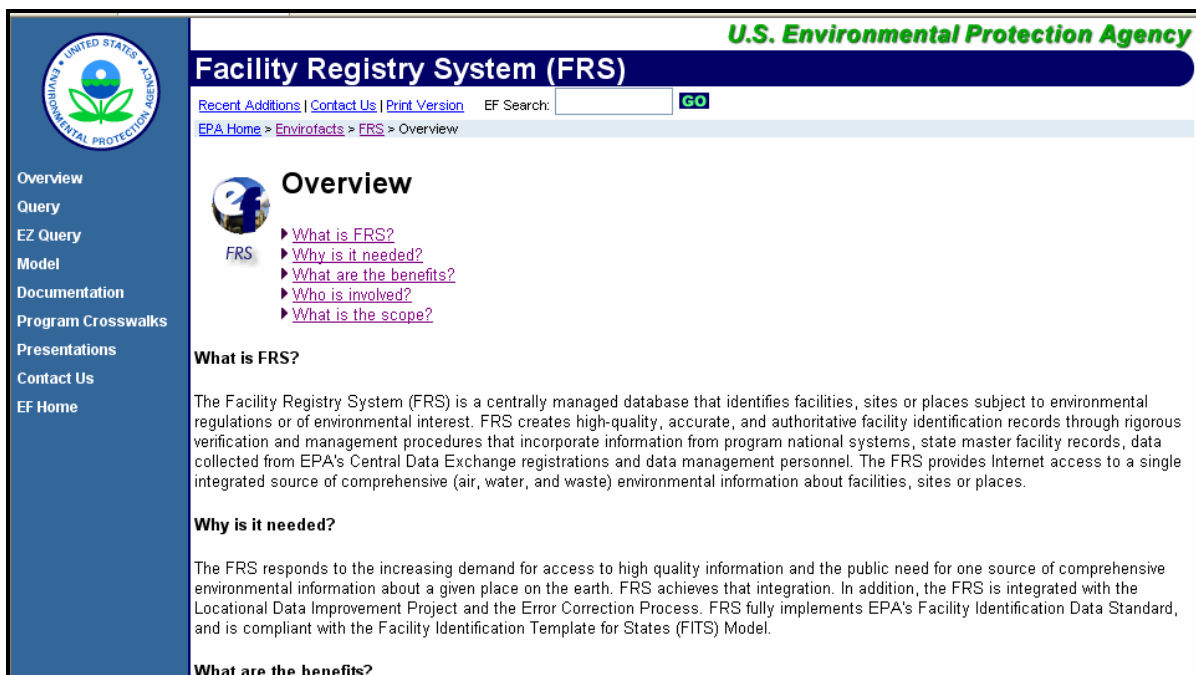 UNITED STATES
ENVIRONMENTAL PROTECTION AGENCY
U.S. Environmental Protection Agency
Facility Registry System (FRS)
Recent Additions | Contact Us | Print Version EF Search: GO
EPA Home > Envirofacts > FRS > Overview
Overview
Query
EZ Query
Model
Documentation
Program Crosswalks
Presentations
Contact Us
EF Home
ef
FRS
Overview
What is FRS?
Why is it needed?
What are the benefits?
Who is involved?
What is the scope?
What is FRS?
The Facility Registry System (FRS) is a centrally managed database that identifies facilities, sites or places subject to environmental
regulations or of environmental interest. FRS creates high-quality, accurate, and authoritative facility identification records through rigorous
verification and management procedures that incorporate information from program national systems, state master facility records, data
collected from EPA's Central Data Exchange registrations and data management personnel. The FRS provides Internet access to a single
integrated source of comprehensive (air, water, and waste) environmental information about facilities, sites or places.
Why is it needed?
The FRS responds to the increasing demand for access to high quality information and the public need for one source of comprehensive
environmental information about a given place on the earth. FRS achieves that integration. In addition, the FRS is integrated with the
Locational Data Improvement Project and the Error Correction Process. FRS fully implements EPA's Facility Identification Data Standard,
and is compliant with the Facility Identification Template for States (FITS) Model.
What are the benefits?